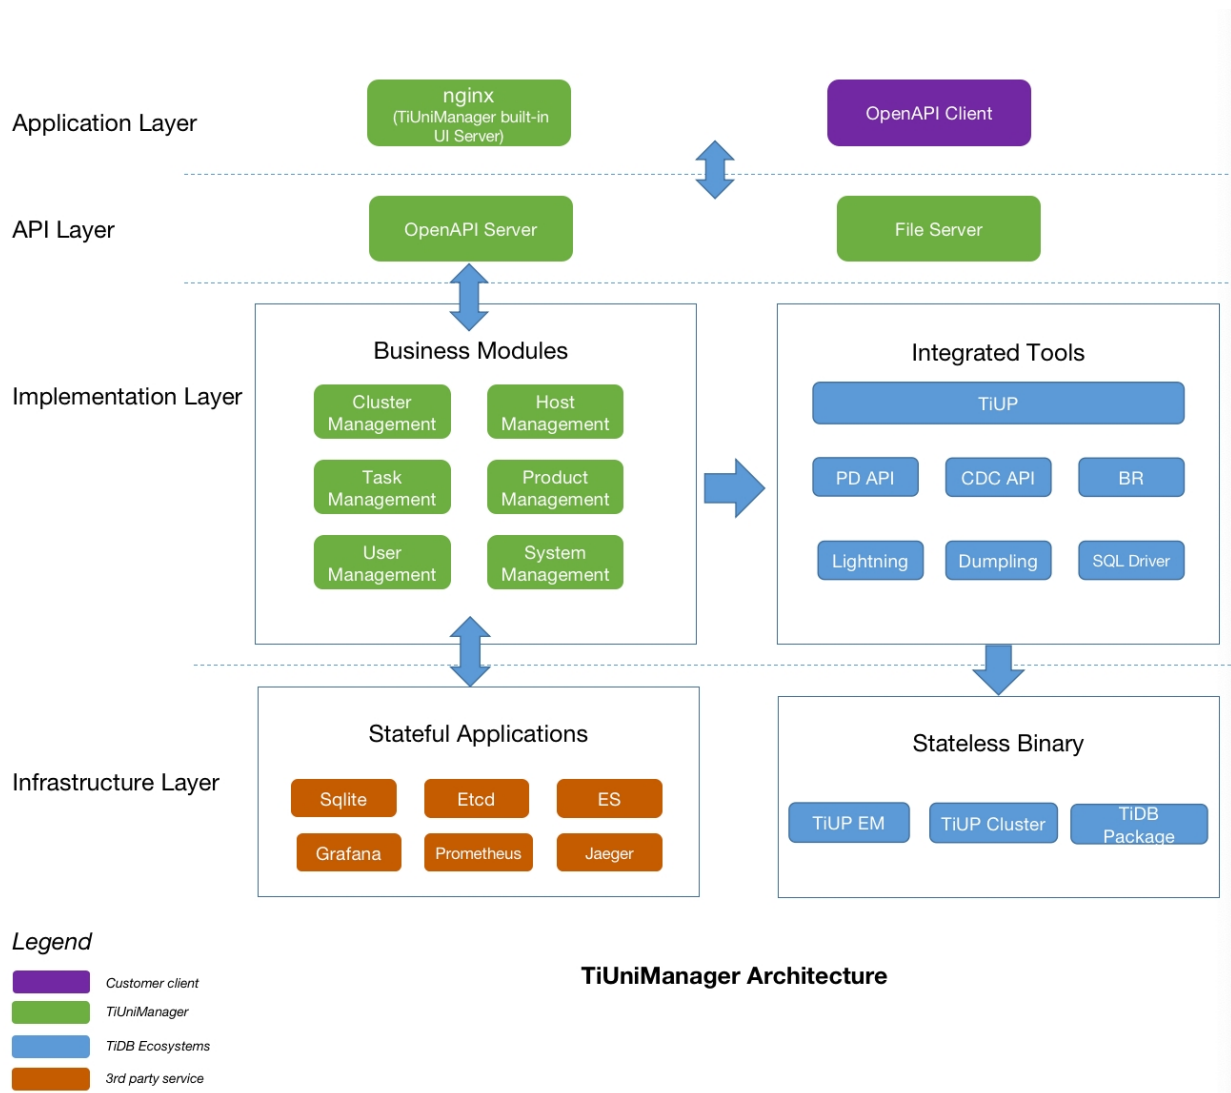 Application Layer
nginx
(TiUniManager built-in
UI Server)
OpenAPI Client
API Layer
OpenAPI Server
File Server
Implementation Layer
Business Modules
Cluster
Management
Host
Management
Task
Management
Product
Management
User
Management
System
Management
Integrated Tools
TiUP
PD API
CDC API
BR
Lightning
Dumpling
SQL Driver
Infrastructure Layer
Stateful Applications
Sqlite
Etcd
ES
Grafana
Prometheus
Jaeger
Stateless Binary
TiUP EM
TiUP Cluster
TiDB
Package
Legend
Customer client
TiUniManager
TiDB Ecosystems
3rd party service
TiUniManager Architecture